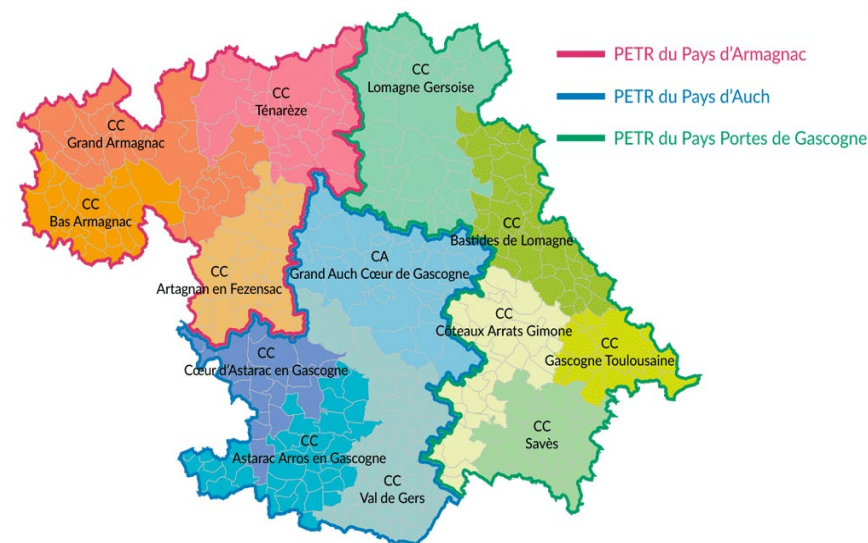 PETR du Pays d'Armagnac
PETR du Pays d'Auch
PETR du Pays Portes de Gascogne
CC
Lomagne Gersoise
CC
Ténarèze
CC
Grand Armagnac
CC
Bas Armagnac
CC
Bastides de Lomagne
CA
Grand Auch Cœur de Gascogne
CC
Artagnan en Fezensac
CC
Côteaux Arrats Gimone
CC
Gascogne Toulousaine
CC
Cœur d'Astarac en Gascogne
CC
Savès
CC
Astarac Arros en Gascogne
CC
Val de Gers